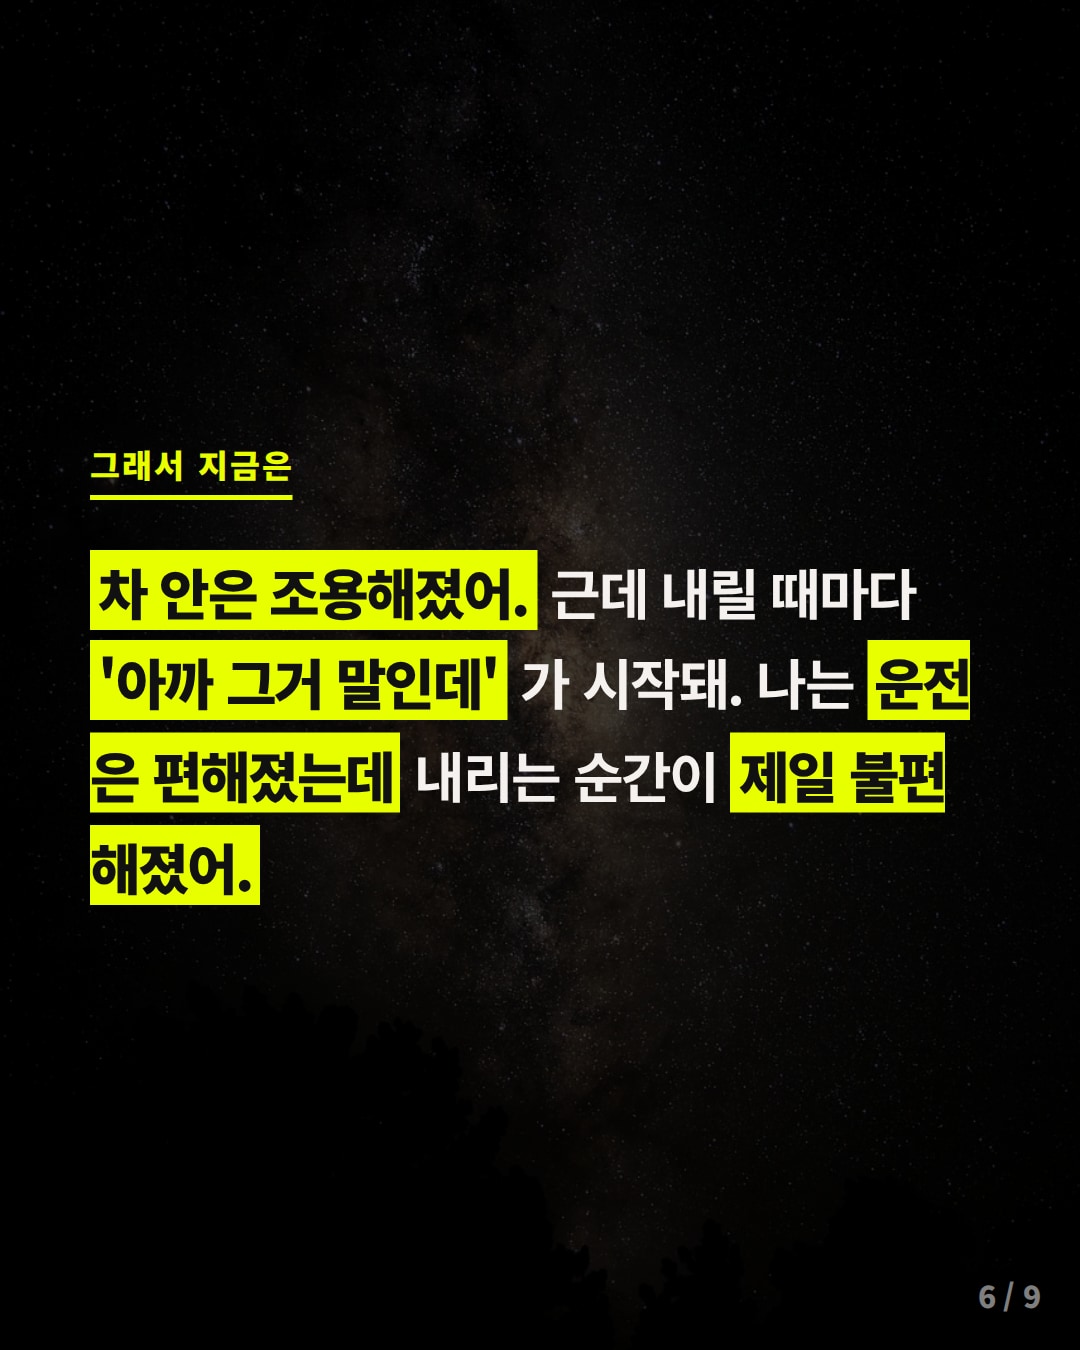 그래서 지금은
차 안은 조용해졌어. 근데 내릴 때마다
'아까 그거 말인데' 가 시작돼. 나는 운전
은 편해졌는데 내리는 순간이 제일 불편
해졌어.
6 / 9